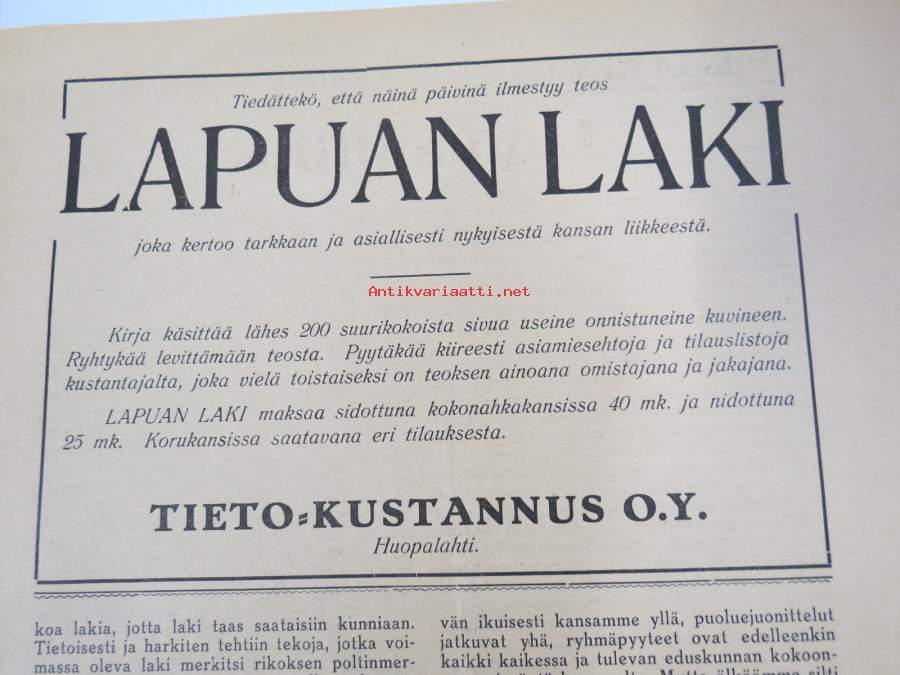 Tiedättekö, että näinä päivinä ilmestyy teos
LAPUAN LAKI
joka kertoo tarkkaan ja asiallisesti nykyisestä kansan liikkeestä.
Antikvariaatti.net
Kirja käsittää lähes 200 suurikokoista sivua useine onnistuneine kuvineen.
Ryhtykää levittämään teosta. Pyytäkää kiireesti asiamiesehtoja ja tilauslistoja
kustantajalta, joka vielä toistaiseksi on teoksen ainoana omistajana ja jakajana.
LAPUAN LAKI maksaa sidottuna kokonahkakansissa 40 mk. ja nidottuna
25 mk. Korukansissa saatavana eri tilauksesta.
TIETO-KUSTANNUS O.Y.
Huopalahti.
koa lakia, jotta laki taas saataisiin kunniaan.
Tietoisesti ja harkiten tehtiin tekoja, jotka voi-
massa oleva laki merkitsi rikoksen poltinmer-
vän ikuisesti kansamme yllä, puoluejuonittelut
jatkuvat yhä, ryhmäpyyteet ovat edelleenkin
kaikki kaikessa ja tulevan eduskunnan kokoon-